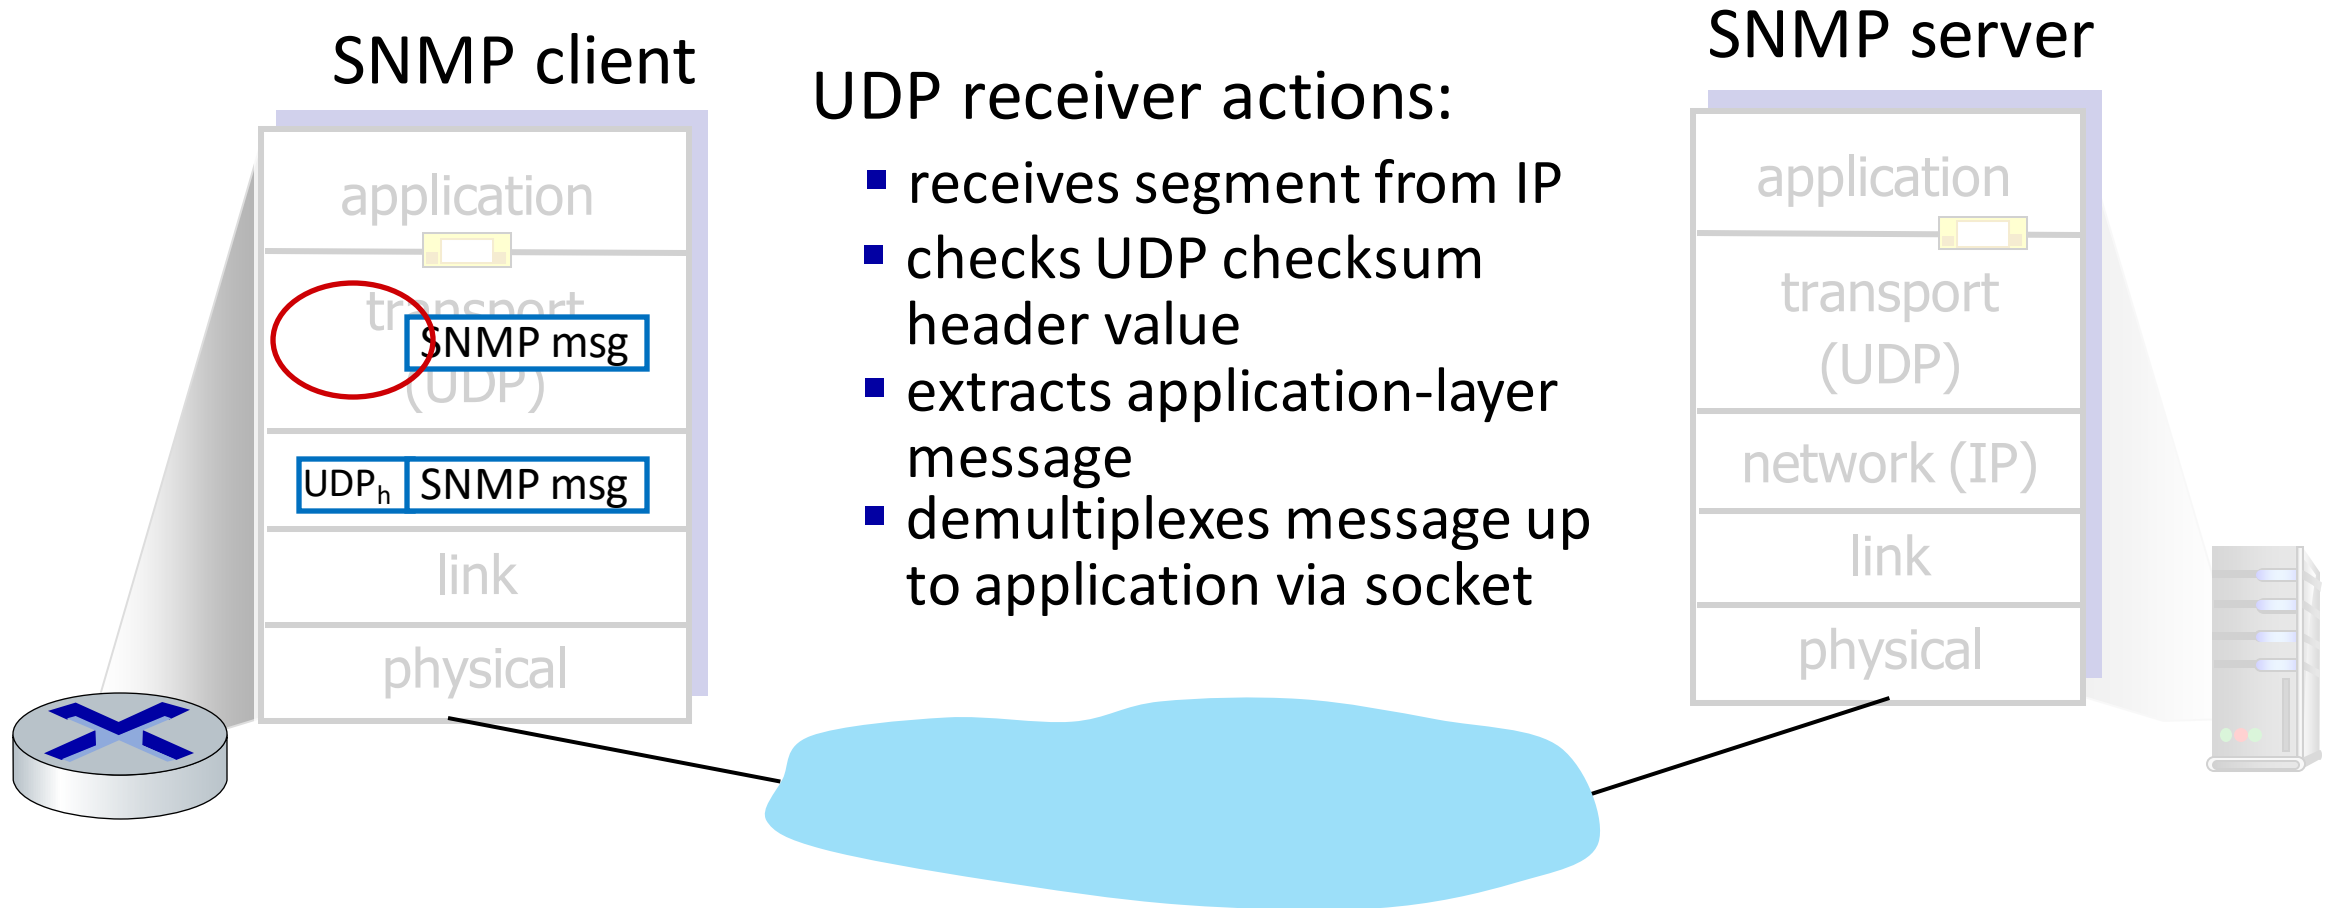 SNMP client
application
transport
SNMP msg
(UDP)
UDPh SNMP msg
link
physical
UDP receiver actions:
▪ receives segment from IP
▪ checks UDP checksum
header value
▪ extracts application-layer
message
▪ demultiplexes message up
to application via socket
SNMP server
application
transport
(UDP)
network (IP)
link
physical